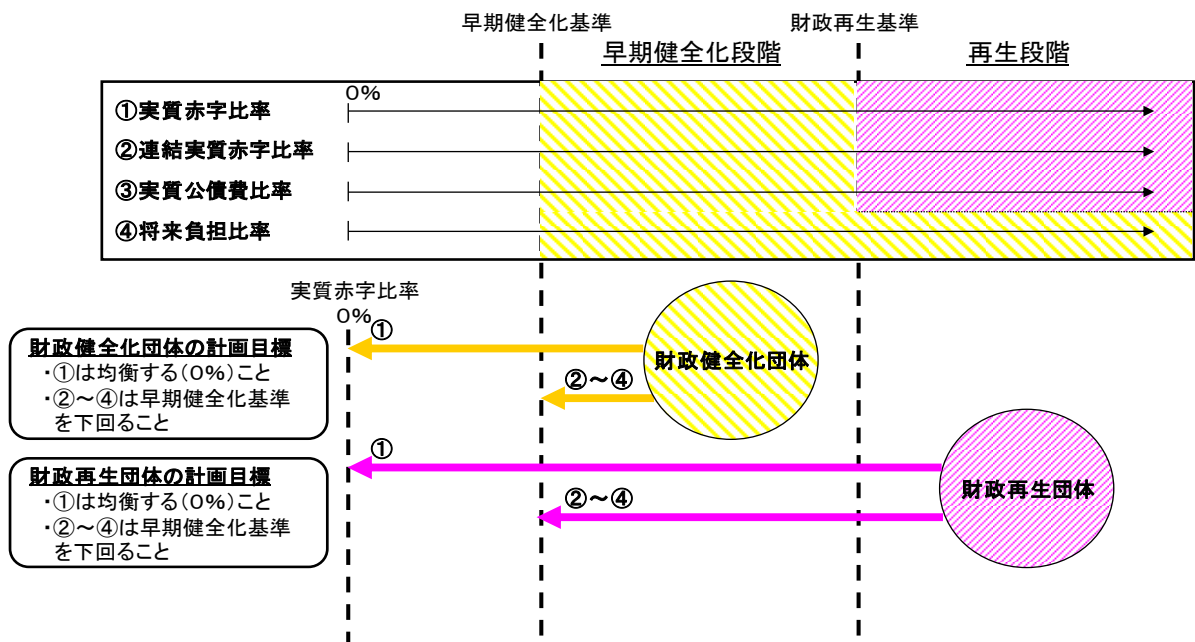 早期健全化基準
財政再生基準
早期健全化段階
再生段階
0%
①実質赤字比率
②連結実質赤字比率
③実質公債費比率
④将来負担比率
実質赤字比率
0%
財政健全化団体の計画目標
・①は均衡する(0%)こと
・②～④は早期健全化基準
を下回ること
①
②～④
財政健全化団体
財政再生団体の計画目標
・①は均衡する(0%)こと
・②～④は早期健全化基準
を下回ること
①
②～④
財政再生団体